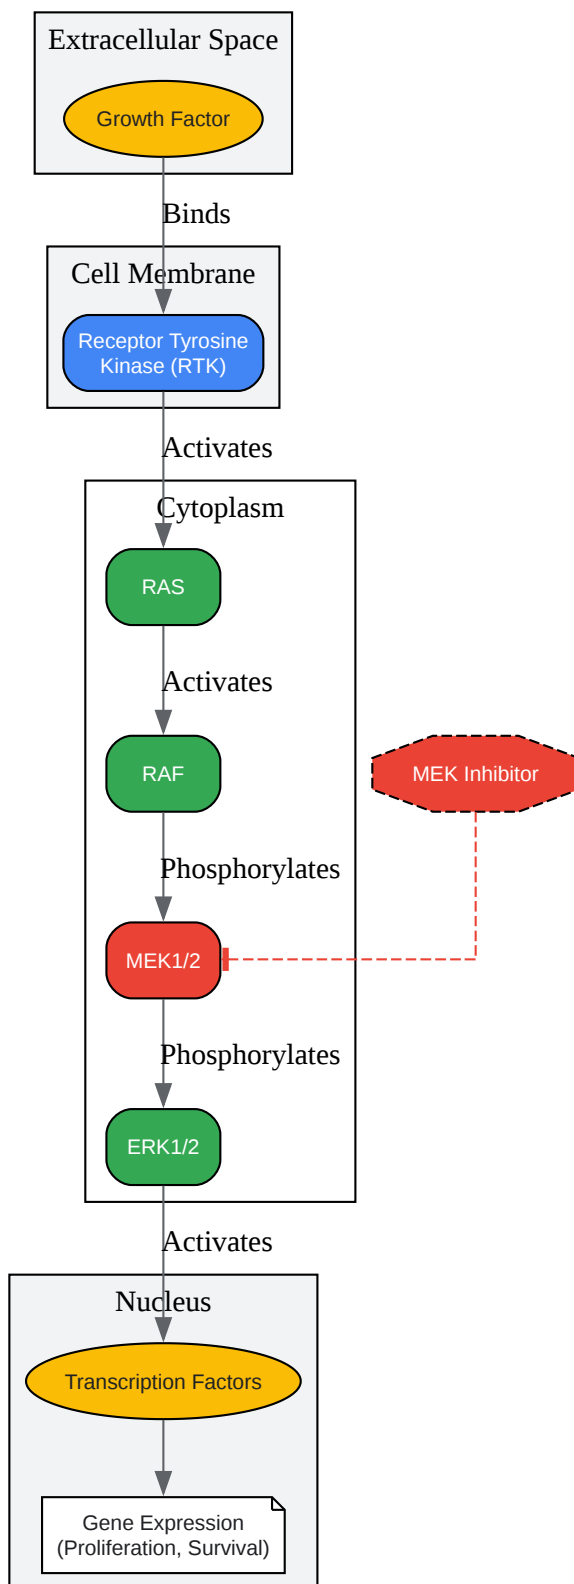 Extracellular Space
Growth Factor
Binds
Cell Membrane
Receptor Tyrosine
Kinase (RTK)
Activates
Cytoplasm
RAS
Activates
RAF
MEK Inhibitor
Phosphorylates
MEK1/2
Phosphorylates
ERK1/2
Activates
Nucleus
Transcription Factors
Gene Expression
(Proliferation, Survival)